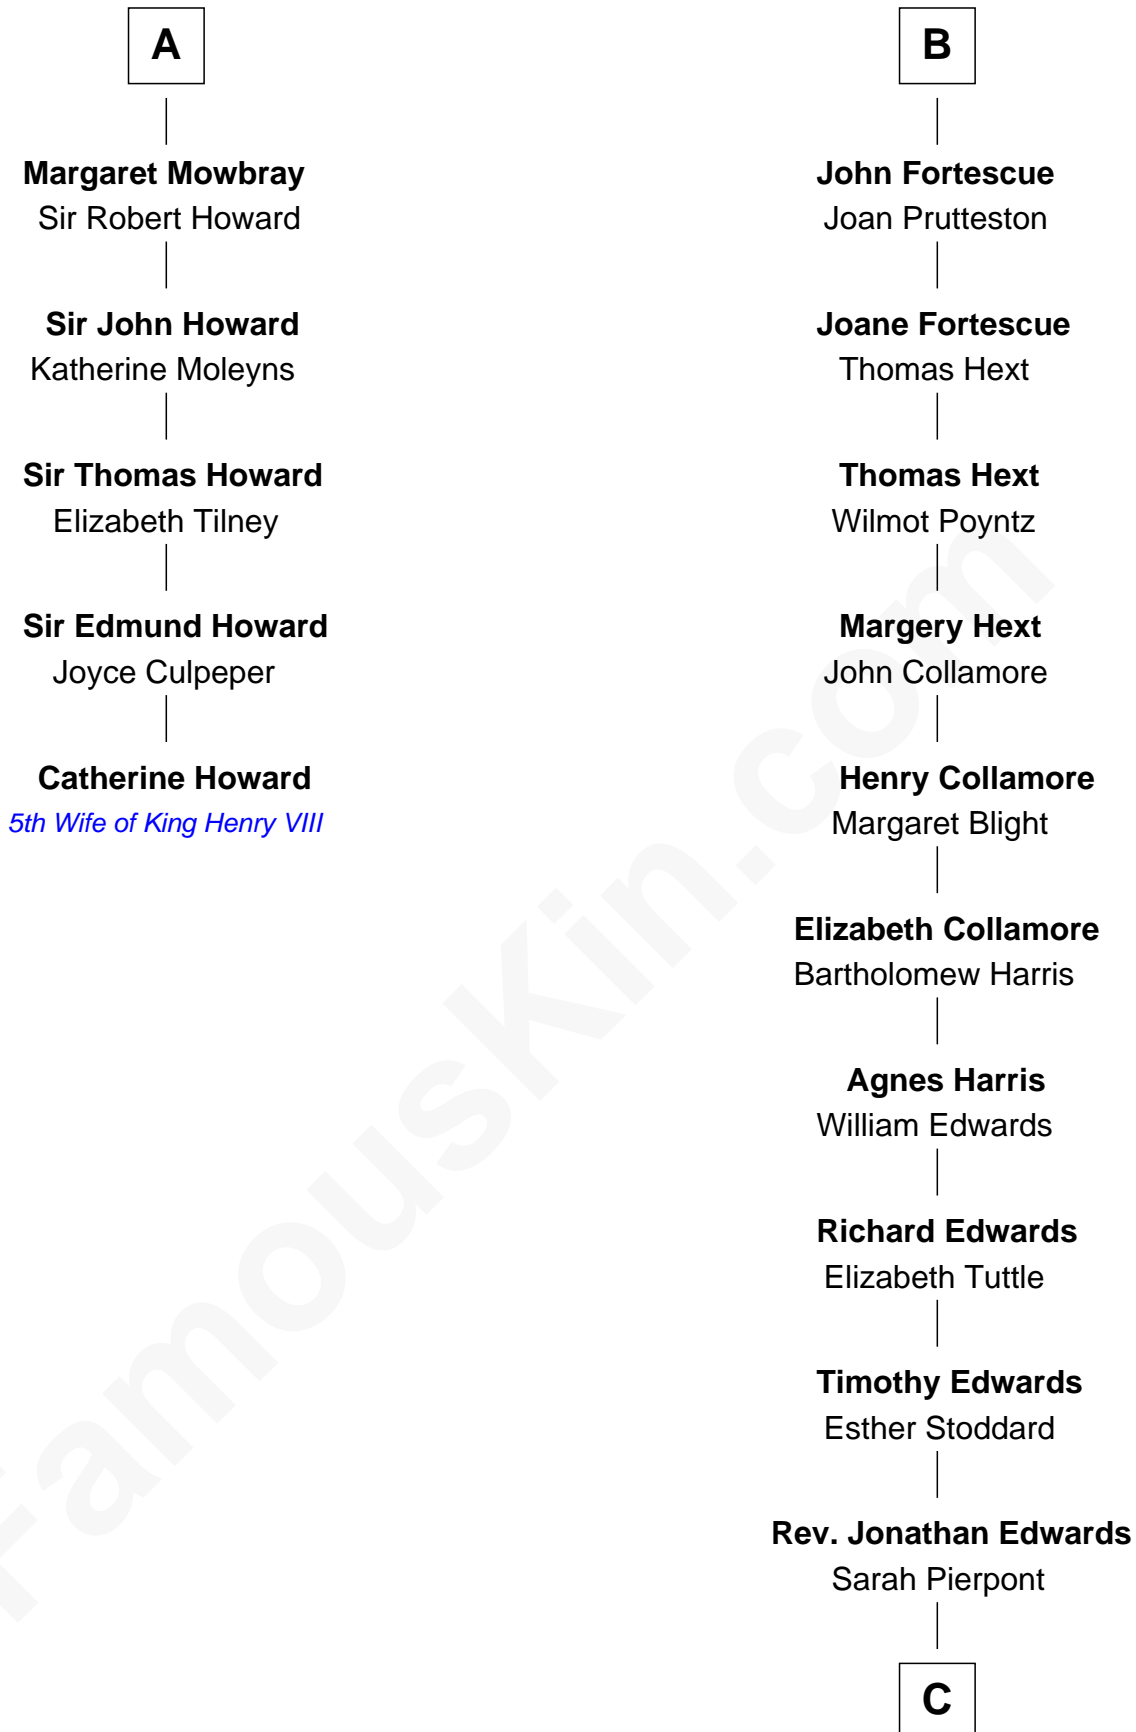 A
Margaret Mowbray
Sir Robert Howard
Sir John Howard
Katherine Moleyns
Sir Thomas Howard
Elizabeth Tilney
Sir Edmund Howard
Joyce Culpeper
Catherine Howard
5th Wife of King Henry VIII
B
John Fortescue
Joan Prutteston
Joane Fortescue
Thomas Hext
Thomas Hext
Wilmot Poyntz
Margery Hext
John Collamore
Henry Collamore
Margaret Blight
Elizabeth Collamore
Bartholomew Harris
Agnes Harris
William Edwards
Richard Edwards
Elizabeth Tuttle
Timothy Edwards
Esther Stoddard
Rev. Jonathan Edwards
Sarah Pierpont
C
FamousKin.com